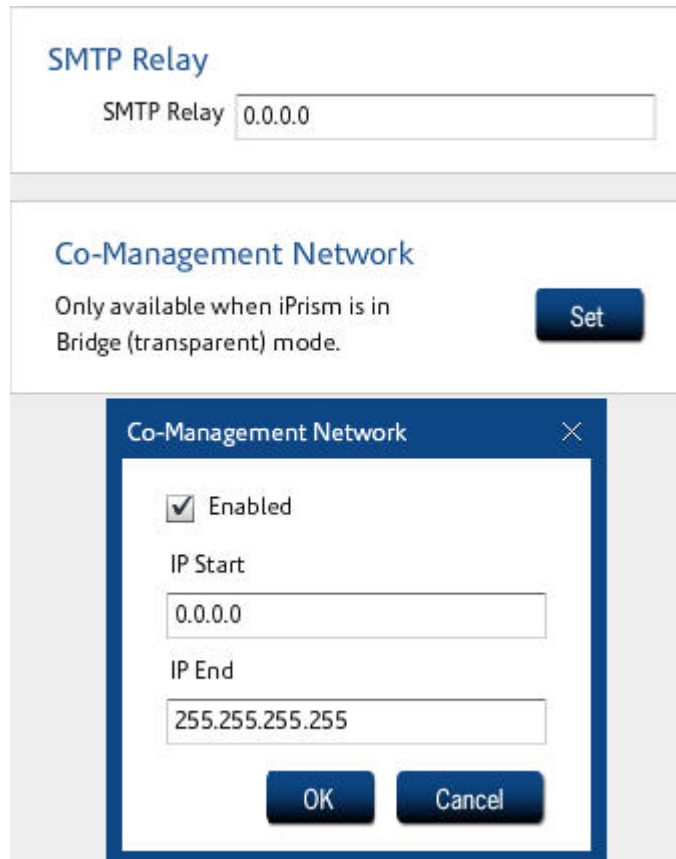 SMTP Relay
SMTP Relay 0.0.0.0
Co-Management Network
Only available when iPrism is in
Bridge (transparent) mode.
Set
Co-Management Network
Enabled
IP Start
0.0.0.0
IP End
255.255.255.255
OK Cancel